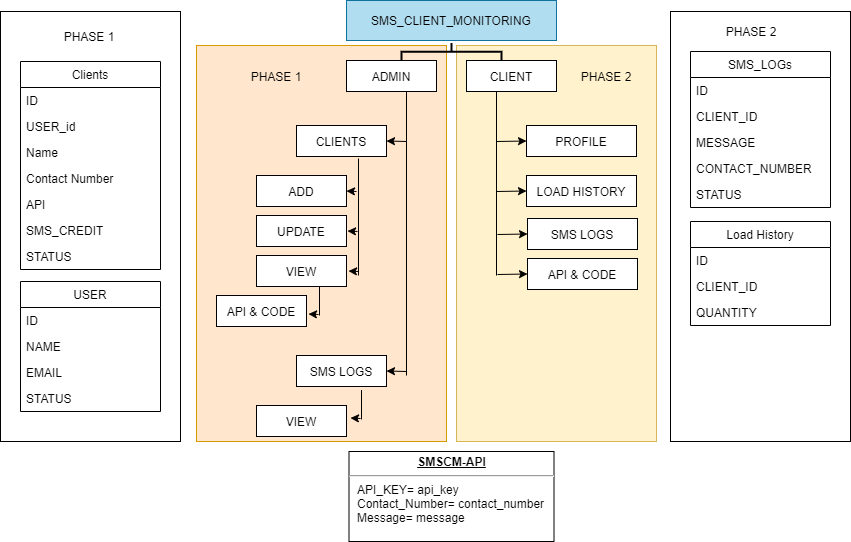 SMS_CLIENT_MONITORING
PHASE 1
Clients
ID
USER_id
Name
Contact Number
API
SMS_CREDIT
STATUS
USER
ID
NAME
EMAIL
STATUS
PHASE 1
ADMIN
CLIENTS
ADD
UPDATE
VIEW
API & CODE
SMS LOGS
VIEW
CLIENT
PHASE 2
PROFILE
LOAD HISTORY
SMS LOGS
API & CODE
PHASE 2
SMS_LOGs
ID
CLIENT_ID
MESSAGE
CONTACT_NUMBER
STATUS
Load History
ID
CLIENT_ID
QUANTITY
SMSCM-API
API_KEY= api_key
Contact_Number= contact_number
Message= message